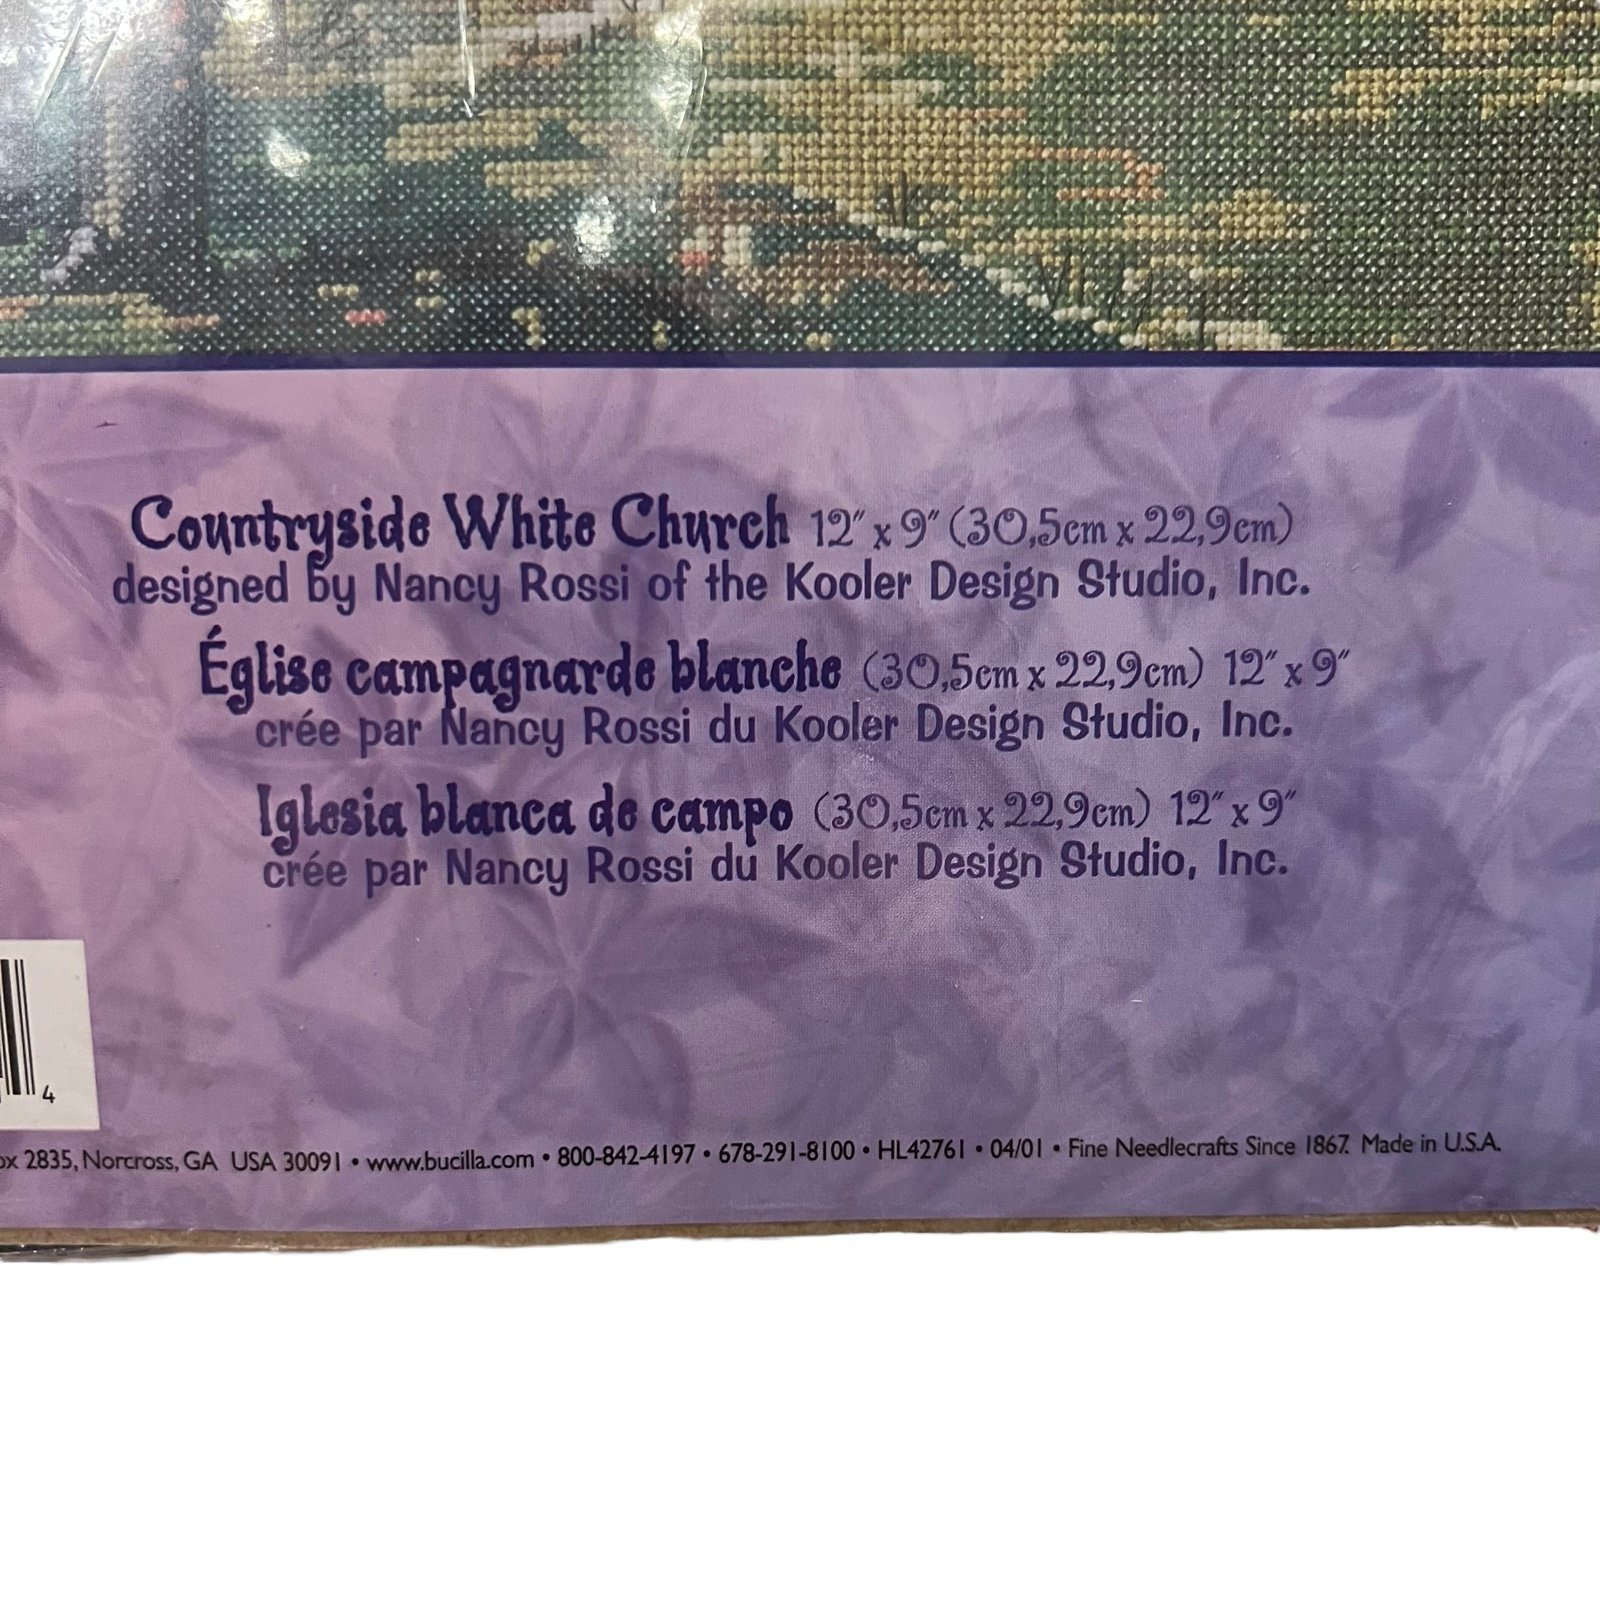 Countryside White Church 12" x 9" (30,5cm x 22,9cm)
designed by Nancy Rossi of the Kooler Design Studio, Inc.
Église campagnarde blanche (30,5cm x 22,9cm) 12" x 9"
crée par Nancy Rossi du Kooler Design Studio, Inc.
Iglesia blanca de campo (30,5cm x 22,9cm) 12" x 9"
crée par Nancy Rossi du Kooler Design Studio, Inc.
4
2835, Norcross, GA USA 30091 • www.bucilla.com • 800-842-4197 • 678-291-8100 • HL42761 • 04/01 • Fine Needlecrafts Since 1867. Made in U.S.A.